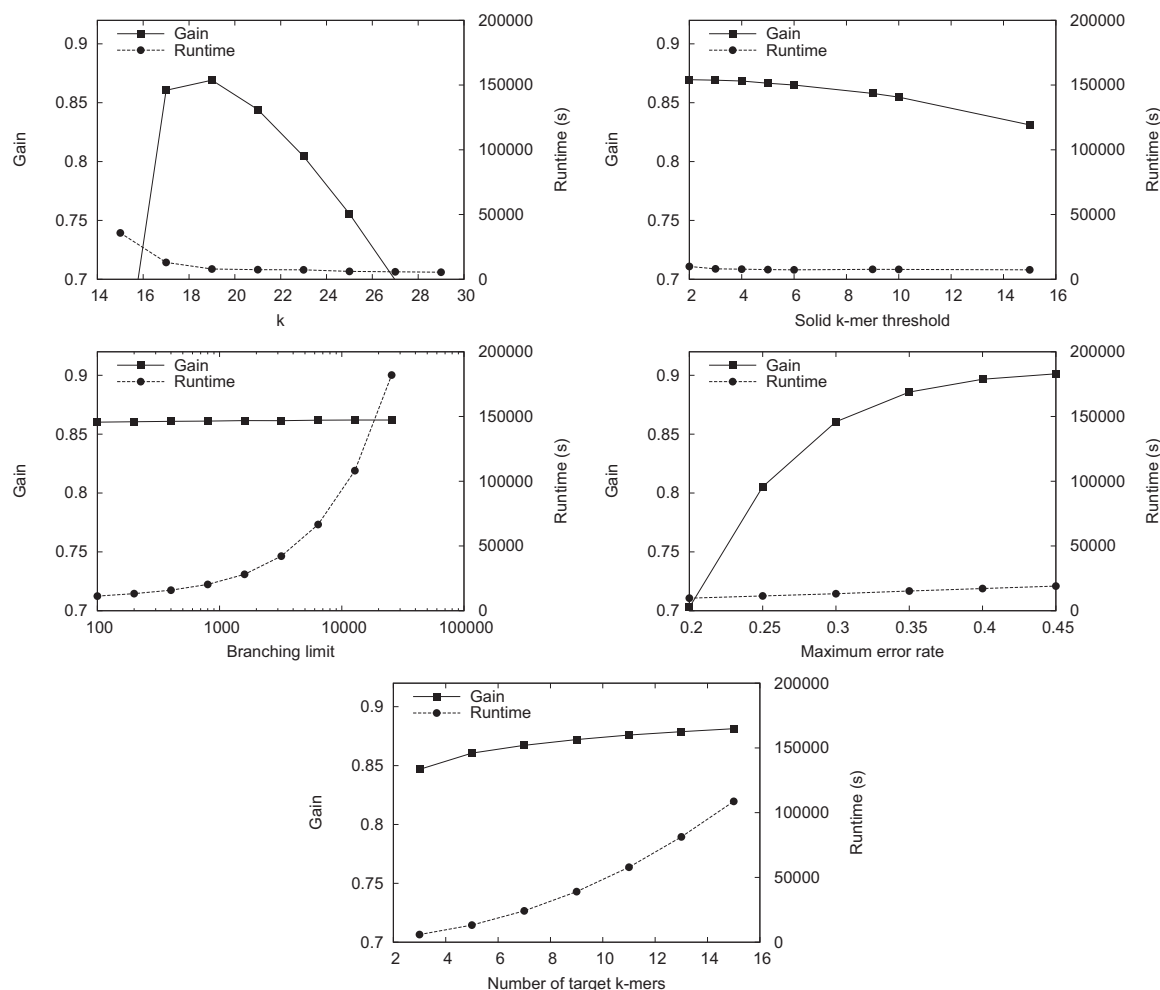 Gain
Runtime
0.9
0.85
0.8
0.75
0.7
200000
150000
100000
50000
0
14 16 18 20 22 24 26 28 30
Gain
Runtime (s)
k
Gain
Runtime
0.9
0.85
0.8
0.75
0.7
200000
150000
100000
50000
0
2 4 6 8 10 12 14 16
Gain
Runtime (s)
Solid k-mer threshold
Gain
Runtime
0.9
0.85
0.8
0.75
0.7
200000
150000
100000
50000
0
100 1000 10000 100000
Gain
Runtime (s)
Branching limit
Gain
Runtime
0.9
0.85
0.8
0.75
0.7
200000
150000
100000
50000
0
0.2 0.25 0.3 0.35 0.4 0.45
Gain
Runtime (s)
Maximum error rate
Gain
Runtime
0.9
0.85
0.8
0.75
0.7
200000
150000
100000
50000
0
2 4 6 8 10 12 14 16
Gain
Runtime (s)
Number of target k-mers